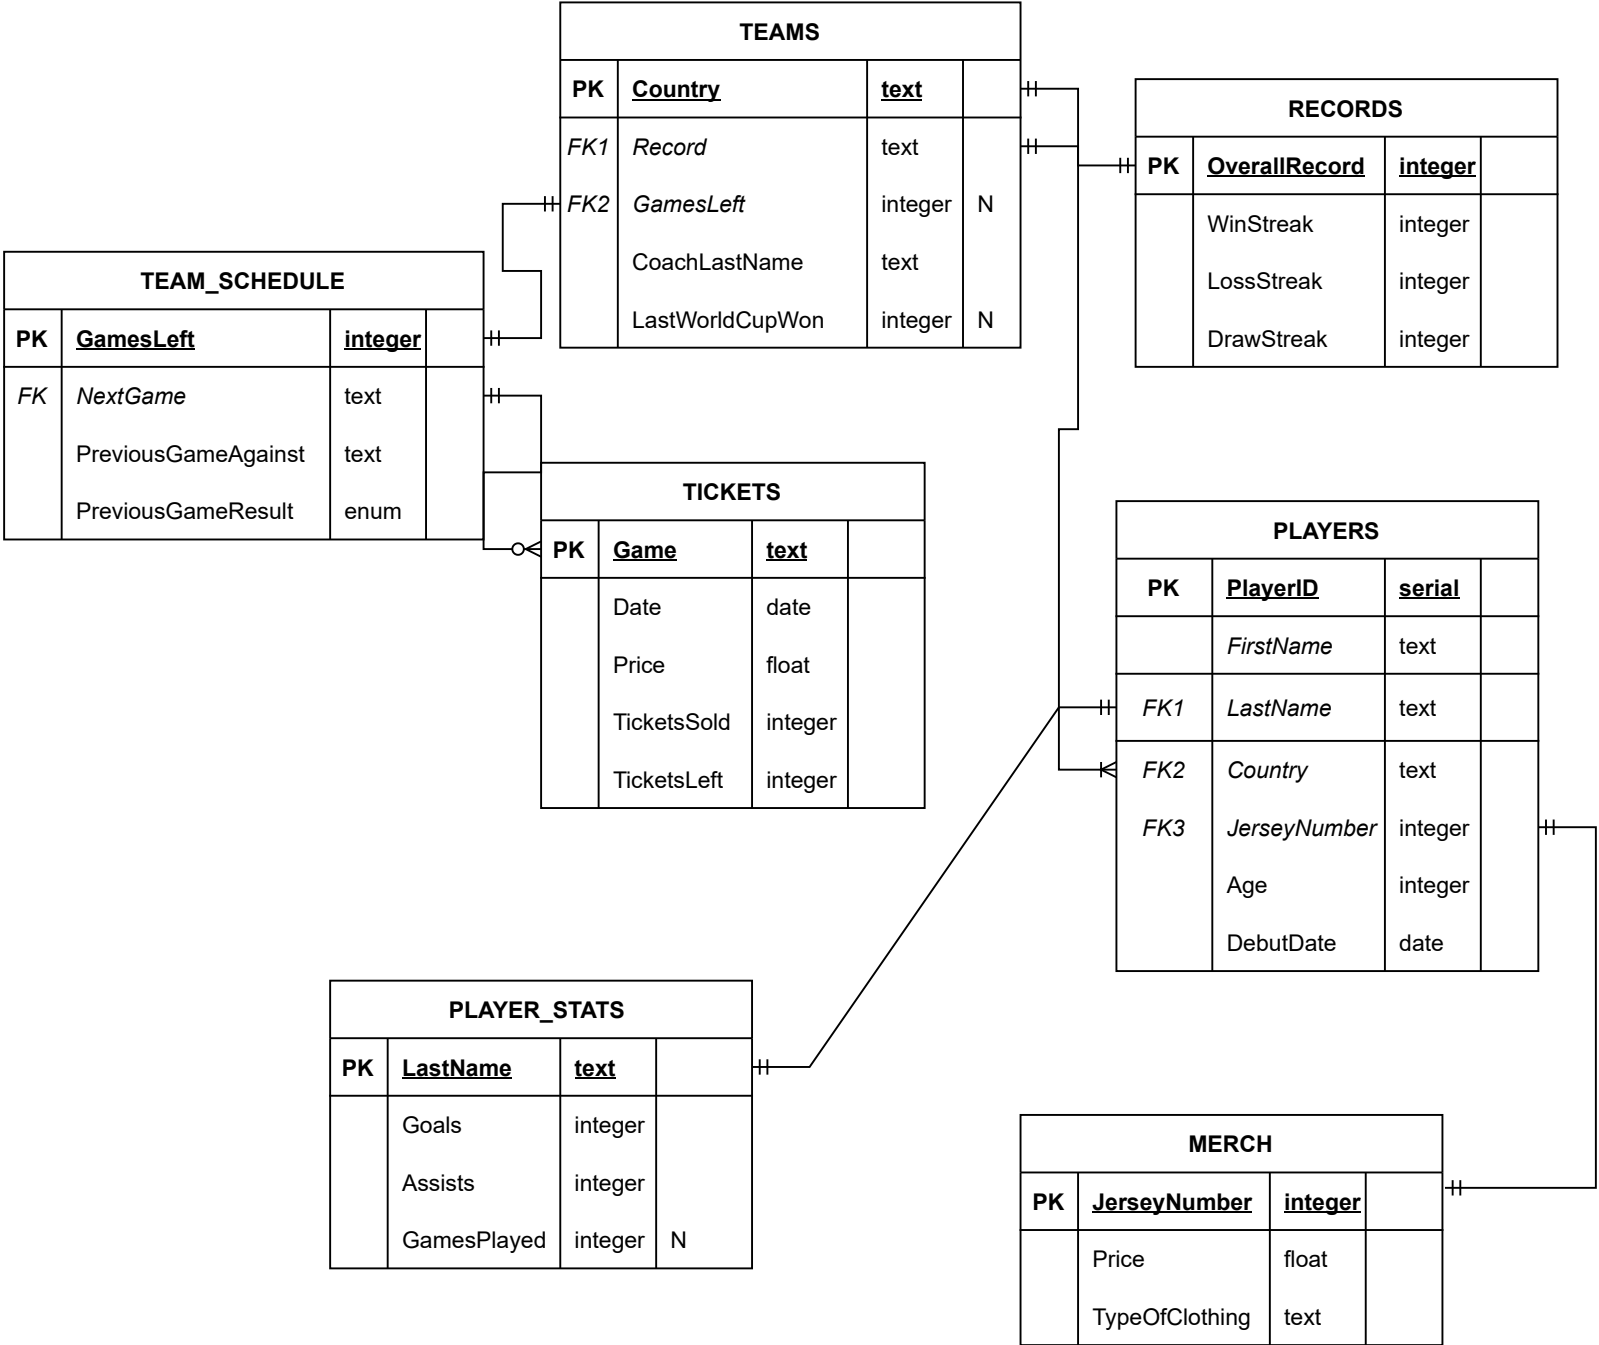 TEAMS
PK Country text
FK1 Record text
FK2 GamesLeft integer N
CoachLastName text
LastWorldCupWon integer N
RECORDS
PK OverallRecord integer
WinStreak integer
LossStreak integer
DrawStreak integer
TEAM_SCHEDULE
PK GamesLeft integer
FK NextGame text
PreviousGameAgainst text
PreviousGameResult enum
TICKETS
PK Game text
Date date
Price float
TicketsSold integer
TicketsLeft integer
PLAYERS
PK PlayerID serial
FirstName text
FK1 LastName text
FK2 Country text
FK3 JerseyNumber integer
Age integer
DebutDate date
PLAYER_STATS
PK LastName text
Goals integer
Assists integer
GamesPlayed integer N
MERCH
PK JerseyNumber integer
Price float
TypeOfClothing text